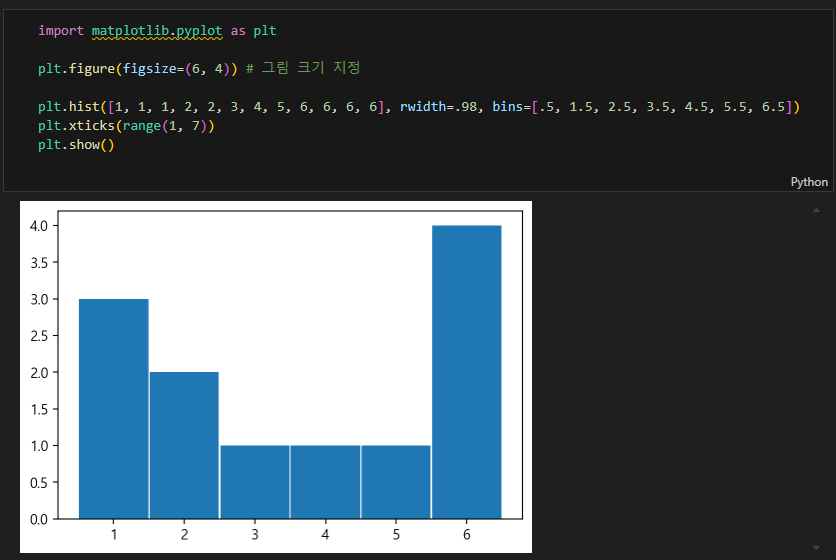 import matplotlib.pyplot as plt
plt.figure(figsize=(6, 4)) # 그림 크기 지정
plt.hist([1, 1, 1, 2, 2, 3, 4, 5, 6, 6, 6, 6], rwidth=.98, bins=[.5, 1.5, 2.5, 3.5, 4.5, 5.5, 6.5])
plt.xticks(range(1, 7))
plt.show()
Python
4.0
3.5
3.0
2.5
2.0
1.5
1.0
0.5
0.0
1 2 3 4 5 6